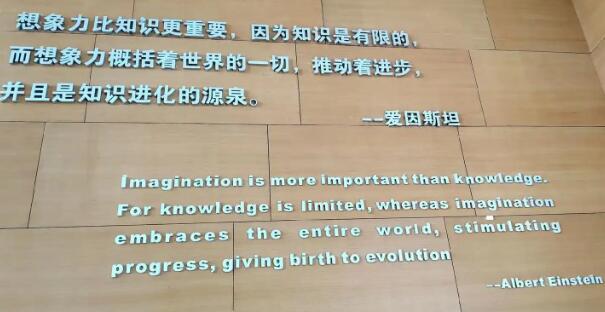 想象力比知识更重要，因为知识是有限的，
而想象力概括着世界的一切，推动着进步，
并且是知识进化的源泉。
--爱因斯坦
Imagination is more important than knowledge.
For knowledge is limited, whereas imagination
embraces the entire world, stimulating
progress, giving birth to evolution
--Albert Einstein